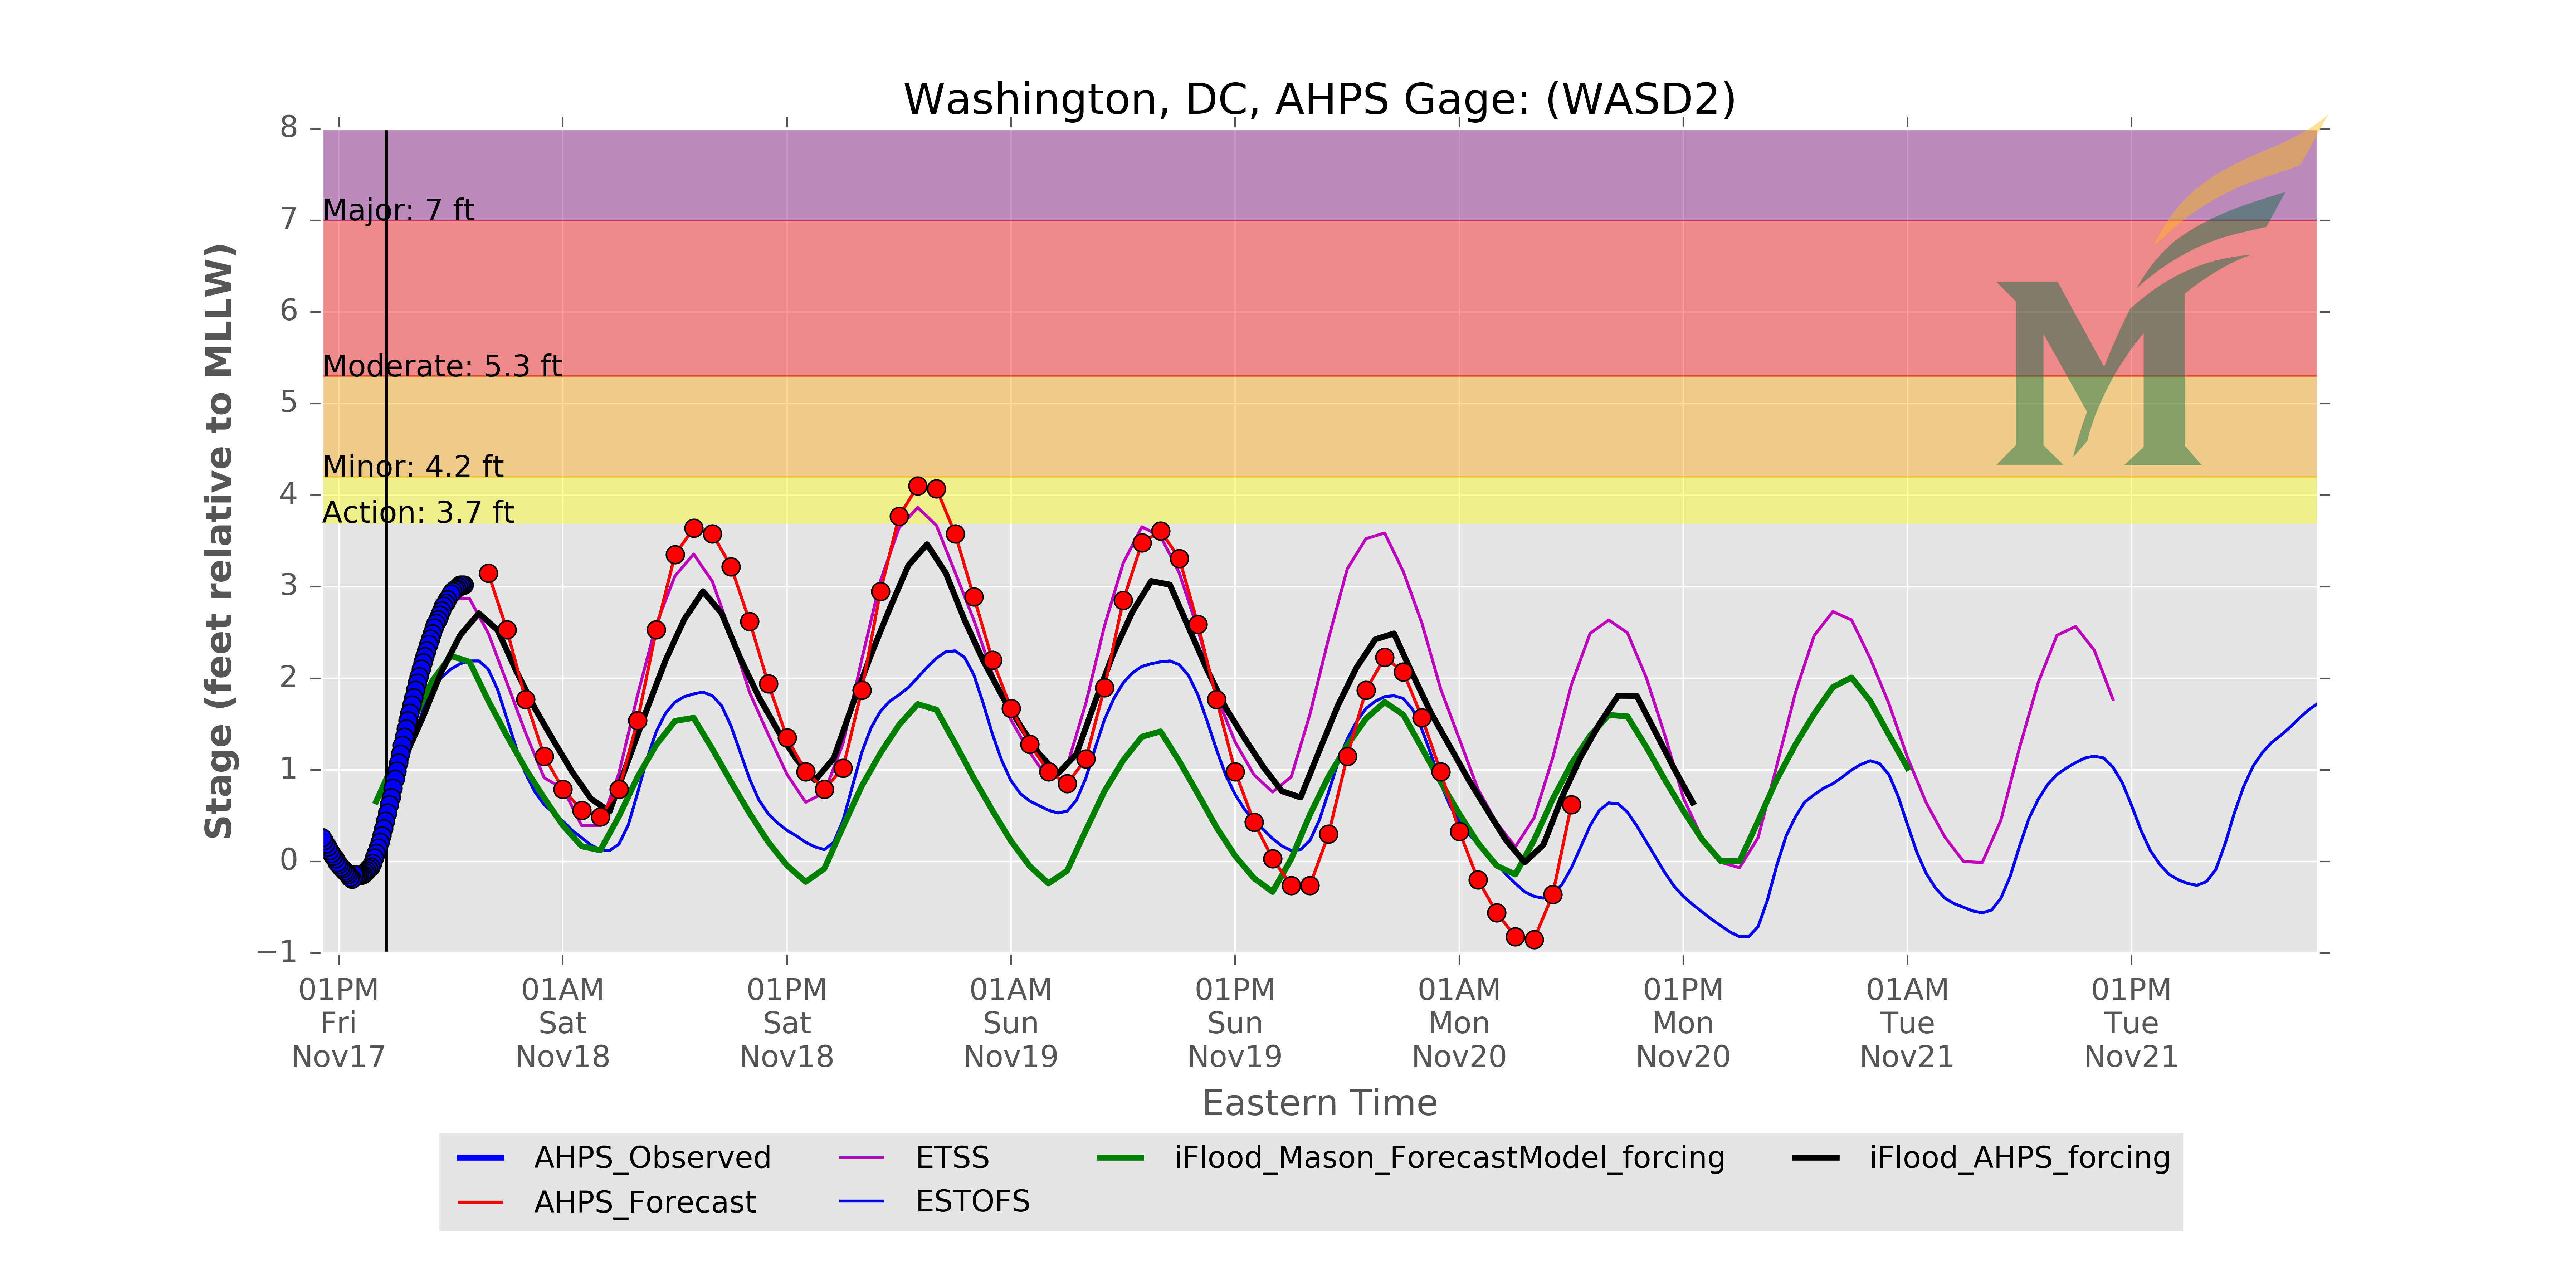 Washington, DC, AHPS Gage: (WASD2)
8
7
6
5
4
3
2
1
0
−1
Stage (feet relative to MLLW)
Major: 7 ft
Moderate: 5.3 ft
Minor: 4.2 ft
Action: 3.7 ft
M
01PM 01AM 01PM 01AM 01PM 01AM 01PM 01AM 01PM
Fri Sat Sat Sun Sun Mon Mon Tue Tue
Nov17 Nov18 Nov18 Nov19 Nov19 Nov20 Nov20 Nov21 Nov21
Eastern Time
AHPS_Observed ETSS iFlood_Mason_ForecastModel_forcing iFlood_AHPS_forcing
AHPS_Forecast ESTOFS